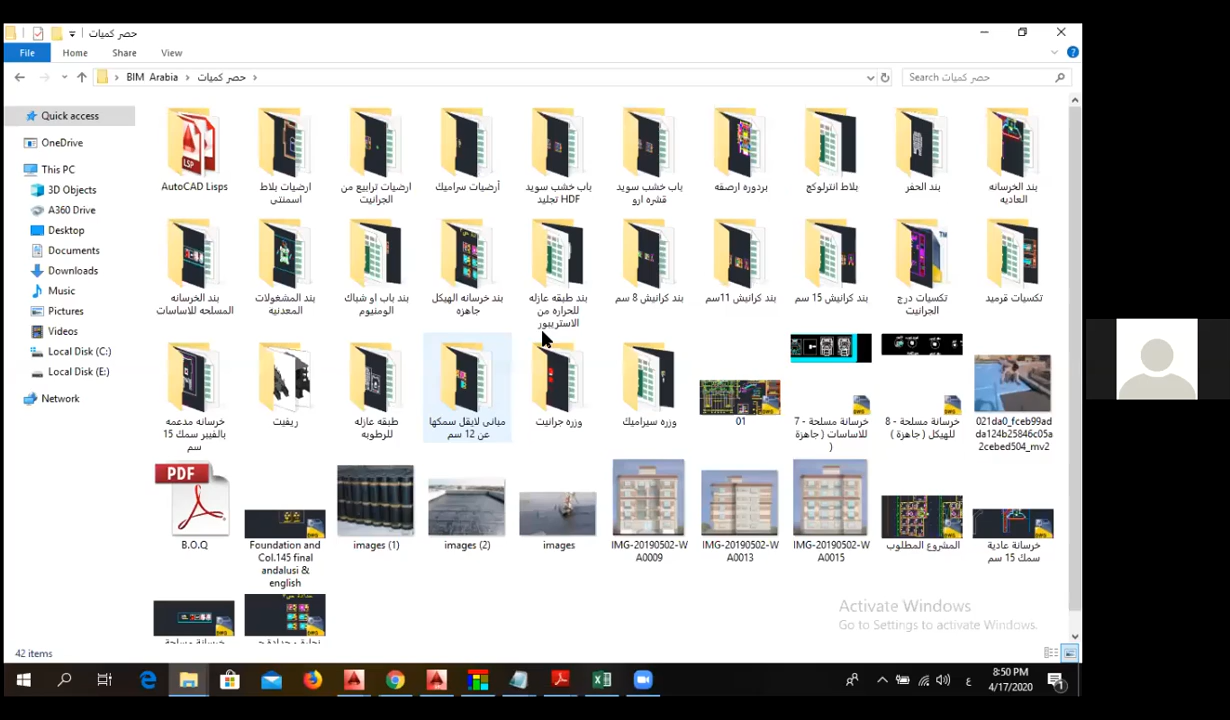 حصر كميات
File Home Share View
BIM Arabia حصر كميات
Search حصر كميات
Quick access
OneDrive
This PC
3D Objects
A360 Drive
Desktop
Documents
Downloads
Music
Pictures
Videos
Local Disk (C:)
Local Disk (E:)
Network
LSP
AutoCAD Lisps
ارضيات بلاط
اسمنتى
ارضيات ترابيع من
الجرانيت
أرضيات سراميك
باب خشب سويد
تجليد HDF
باب خشب سويد
قشره ارو
بردوره ارصفه
بلاط انترلوكج
بند الحفر
بند الخرسانه
العاديه
بند الخرسانه
المسلحه للاساسات
بند المشغولات
المعدنيه
بند باب او شباك
الومنيوم
بند خرسانه الهيكل
جاهزه
بند طبقه عازله
للحراره من
الاستريبور
بند كرانيش 8 سم
بند كرانيش 11سم
بند كرانيش 15 سم
تكسيات درج
الجرانيت
تكسيات قرميد
TM
خرسانه مدعمه
بالفيبر سمك 15
سم
ريفيت
طبقه عازله
للرطوبه
مبانى لايقل سمكها
عن 12 سم
وزره جرانيت
وزره سيراميك
01
7 - خرسانة مسلحة
للاساسات ( جاهزة
)
8 - خرسانة مسلحة
للهيكل ( جاهزة )
021da0_fceb99ad
da124b25846c05a
2cebed504_mv2
PDF
B.O.Q
Foundation and
Col.145 final
andalusi &
english
images (1)
images (2)
images
IMG-20190502-W
A0009
IMG-20190502-W
A0013
IMG-20190502-W
A0015
المشروع المطلوب
خرسانة عادية
سمك 15 سم
DWG
خرسانة مسلحة
Activate Windows
Go to Settings to activate Windows.
42 items
8:50 PM
4/17/2020
ع
1